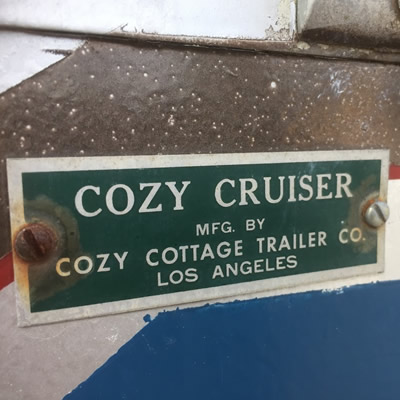 COZY CRUISER
MFG. BY
COZY COTTAGE TRAILER CO.
LOS ANGELES